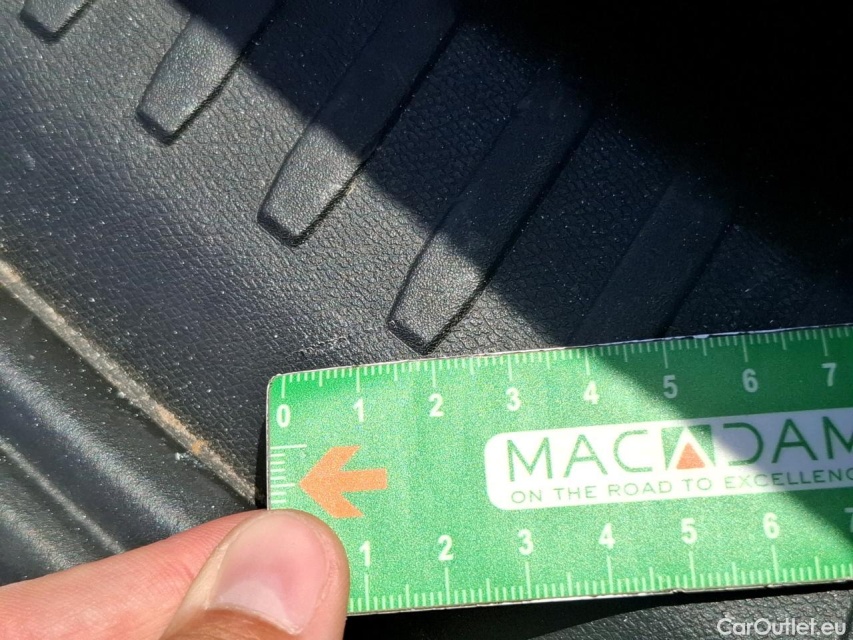 0 1 2 3 4 5 6 7
MACADAM
ON THE ROAD TO EXCELLENC
1 2 3 4 5 6 7
CarOutlet.eu